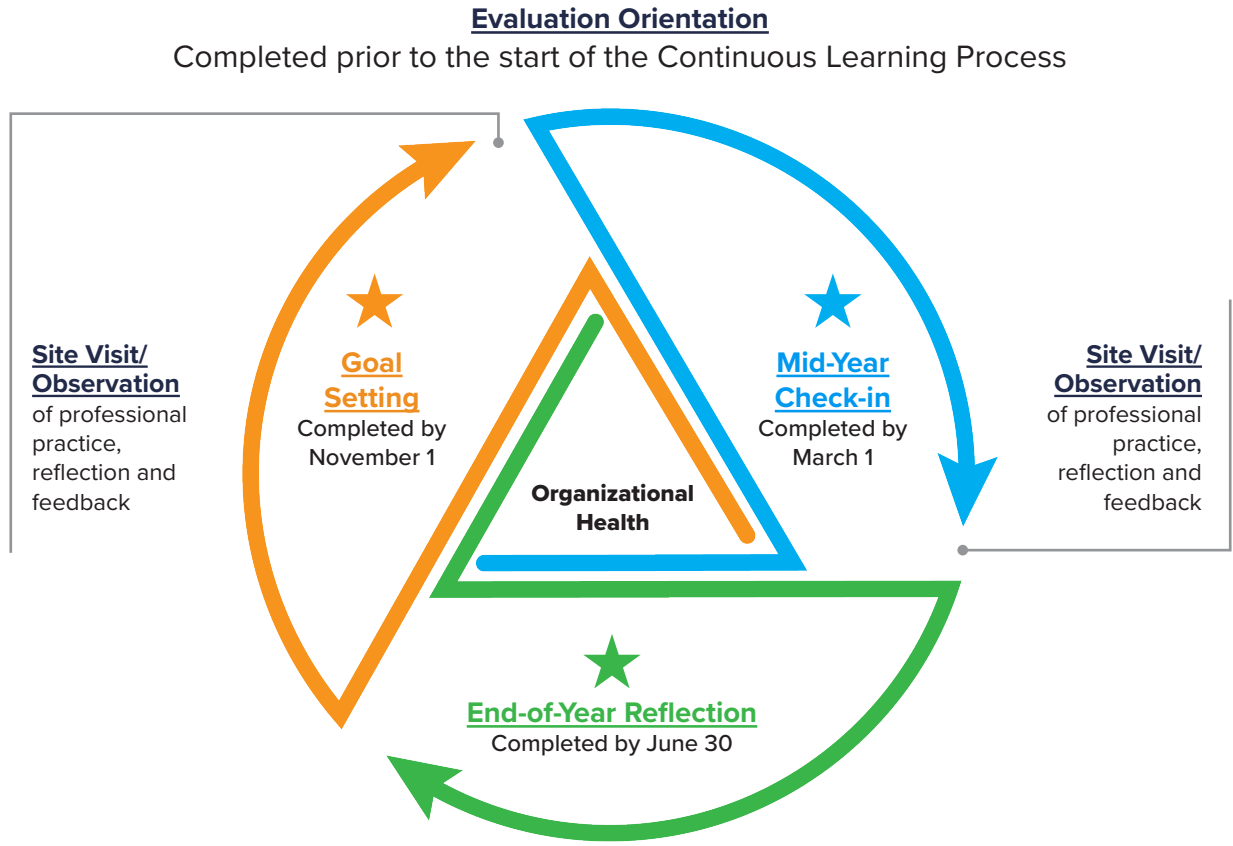 Evaluation Orientation
Completed prior to the start of the Continuous Learning Process
Site Visit/
Observation
of professional
practice,
reflection and
feedback
Goal
Setting
Completed by
November 1
Mid-Year
Check-in
Completed by
March 1
Site Visit/
Observation
of professional
practice,
reflection and
feedback
Organizational
Health
End-of-Year Reflection
Completed by June 30